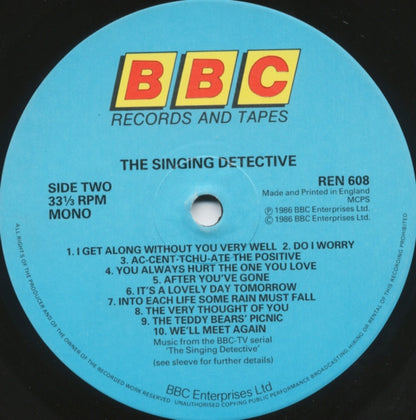 BBC
RECORDS AND TAPES
THE SINGiNG DETECTIVE
SIDE TWO
33⅓ RPM
MONO
REN 608
Made and Printed in England
MCPS
Ⓟ 1986 BBC Enterprises Ltd.
© 1986 BBC Enterprises Ltd.
1. I GET ALONG WITHOUT YOU VERY WELL 2. DO I WORRY
3. AC-CENT-TCHU-ATE THE POSITIVE
4. YOU ALWAYS HURT THE ONE YOU LOVE
5. AFTER YOU'VE GONE
6. IT'S A LOVELY DAY TOMORROW
7. INTO EACH LIFE SOME RAIN MUST FALL
8. THE VERY THOUGHT OF YOU
9. THE TEDDY BEARS' PICNIC
10. WE'LL MEET AGAIN
Music from the BBC-TV serial
'The Singing Detective'
(see sleeve for further details)
BBC Enterprises Ltd
ALL RIGHTS OF THE PRODUCER AND OF THE OWNER OF THE RECORDED WORK RESERVED. UNAUTHORISED COPYING PUBLIC PERFORMANCE BROADCASTING HIRING OR RENTAL OF THIS RECORDING PROHIBITED